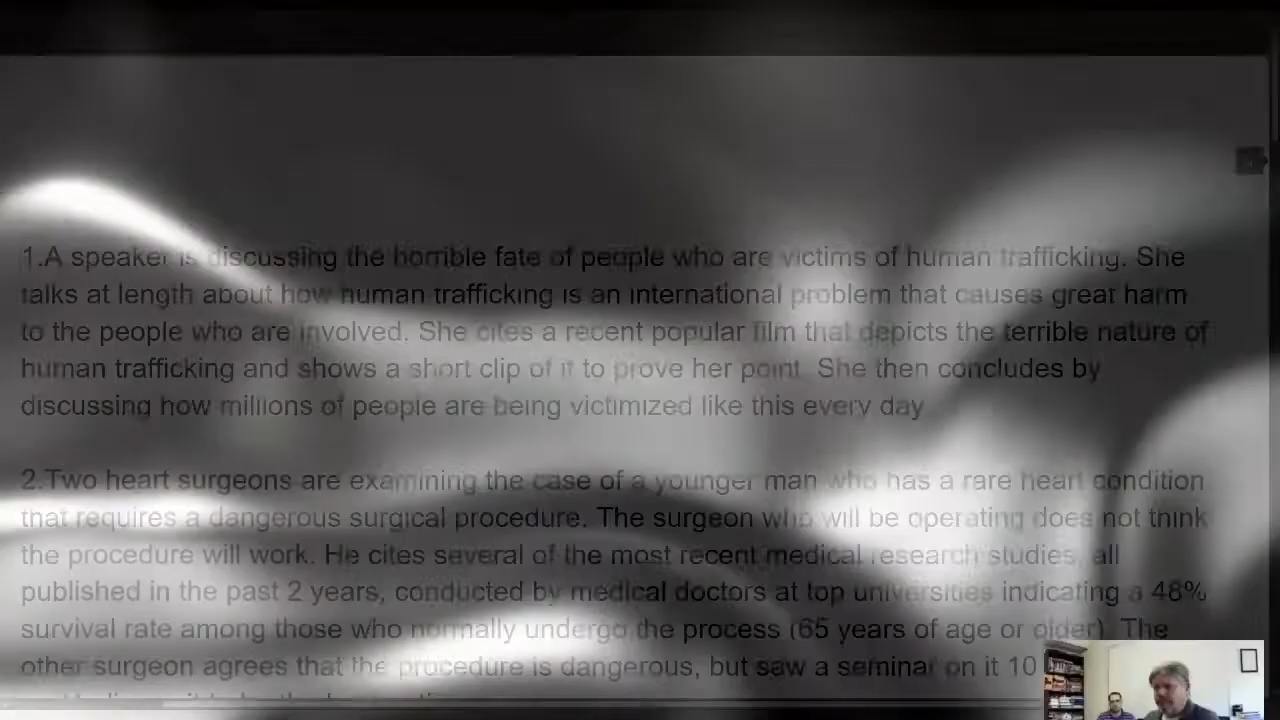 1.A speaker is discussing the horrible fate of people who are victims of human trafficking. She
talks at length about how human trafficking is an international problem that causes great harm
to the people who are involved. She cites a recent popular film that depicts the terrible nature of
human trafficking and shows a short clip of it to prove her point. She then concludes by
discussing how millions of people are being victimized like this every day
2.Two heart surgeons are examining the case of a younger man who has a rare heart condition
that requires a dangerous surgical procedure. The surgeon who will be operating does not think
the procedure will work. He cites several of the most recent medical research studies, all
published in the past 2 years, conducted by medical doctors at top universities indicating a 48%
survival rate among those who normally undergo the process (65 years of age or older). The
other surgeon agrees that the procedure is dangerous, but saw a seminar on it 10